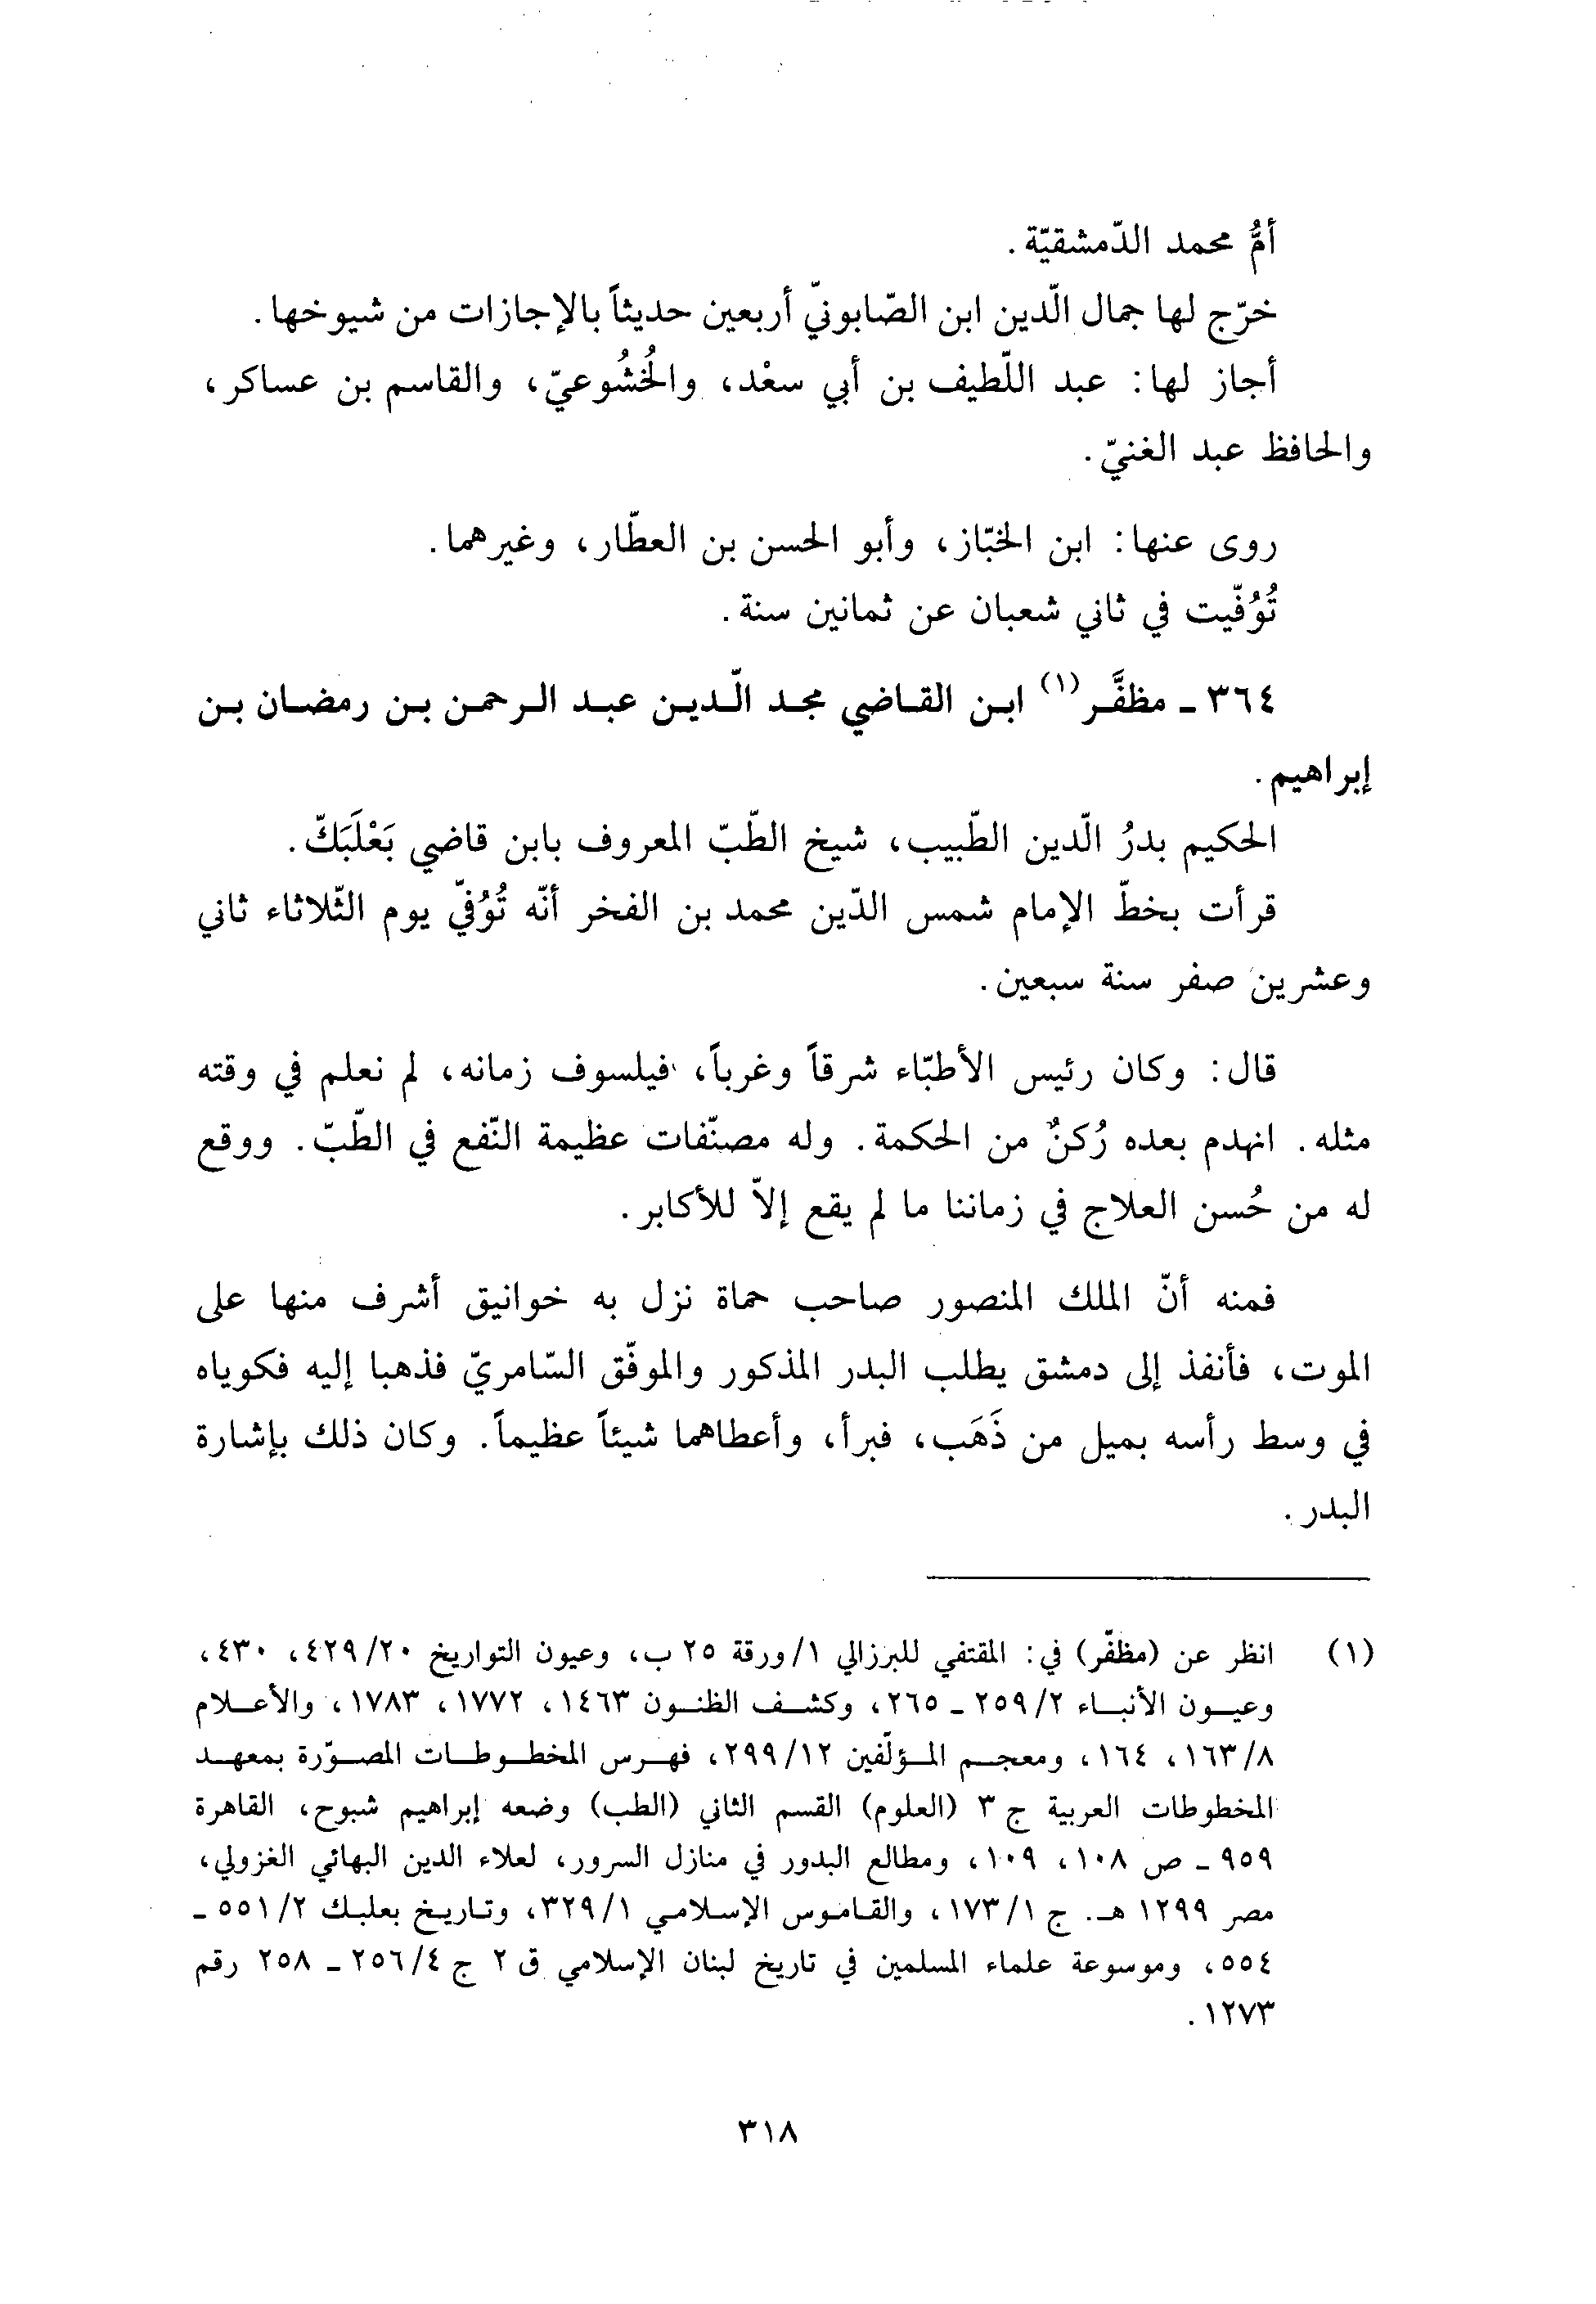 أمُّ محمد الدّمشقيّة.
خرّج لها جمال الّدين ابن الصّابونيّ أربعين حديثاً بالإجازات من شيوخها.
أجاز لها: عبد اللّطيف بن أبي سعْد، والخُشُوعيّ، والقاسم بن عساكر،
والحافظ عبد الغنيّ.
روى عنها: ابن الخبّاز، وأبو الحسن بن العطّار، وغيرهما.
تُوُفّيت في ثاني شعبان عن ثمانين سنة.
٣٦٤ - مظفَّر(١) ابن القاضي مجد الّدين عبد الرحمن بن رمضان بن
إبراهيم.
الحكيم بدرُ الّدين الطّبيب، شيخ الطّبّ المعروف بابن قاضي بَعْلَبَكّ.
قرأت بخطّ الإمام شمس الدّين محمد بن الفخر أنّه تُوُفّي يوم الثّلاثاء ثاني
وعشرين صفر سنة سبعين.
قال: وكان رئيس الأطبّاء شرقاً وغرباً، فيلسوف زمانه، لم نعلم في وقته
مثله. انهدم بعده رُكنٌ من الحكمة. وله مصنّفات عظيمة النّفع في الطّبّ. ووقع
له من حُسن العلاج في زماننا ما لم يقع إلاّ للأكابر.
فمنه أنّ الملك المنصور صاحب حماة نزل به خوانيق أشرف منها على
الموت، فأنفذ إلى دمشق يطلب البدر المذكور والموفّق السّامريّ فذهبا إليه فكوياه
في وسط رأسه بميل من ذَهَب، فبرأ، وأعطاهما شيئاً عظيماً. وكان ذلك بإشارة
البدر.
(١) انظر عن (مظفّر) في: المقتفي للبرزالي ١/ورقة ٢٥ ب، وعيون التواريخ ٢٠/ ٤٢٩، ٤٣٠،
وعيون الأنباء ٢/ ٢٥٩ - ٢٦٥، وكشف الظنون ١٤٦٣، ١٧٧٢، ١٧٨٣، والأعلام
٨/ ١٦٣، ١٦٤، ومعجم المؤلّفين ١٢/ ٢٩٩، فهرس المخطوطات المصوّرة بمعهد
المخطوطات العربية ج ٣ (العلوم) القسم الثاني (الطب) وضعه إبراهيم شبوح، القاهرة
٩٥٩ - ص ١٠٨، ١٠٩، ومطالع البدور في منازل السرور، لعلاء الدين البهائي الغزولي،
مصر ١٢٩٩ هـ. ج ١/ ١٧٣، والقاموس الإسلامي ١/ ٣٢٩، وتاريخ بعلبك ٢/ ٥٥١ -
٥٥٤، وموسوعة علماء المسلمين في تاريخ لبنان الإسلامي ق ٢ ج ٤/ ٢٥٦ - ٢٥٨ رقم
١٢٧٣.
٣١٨